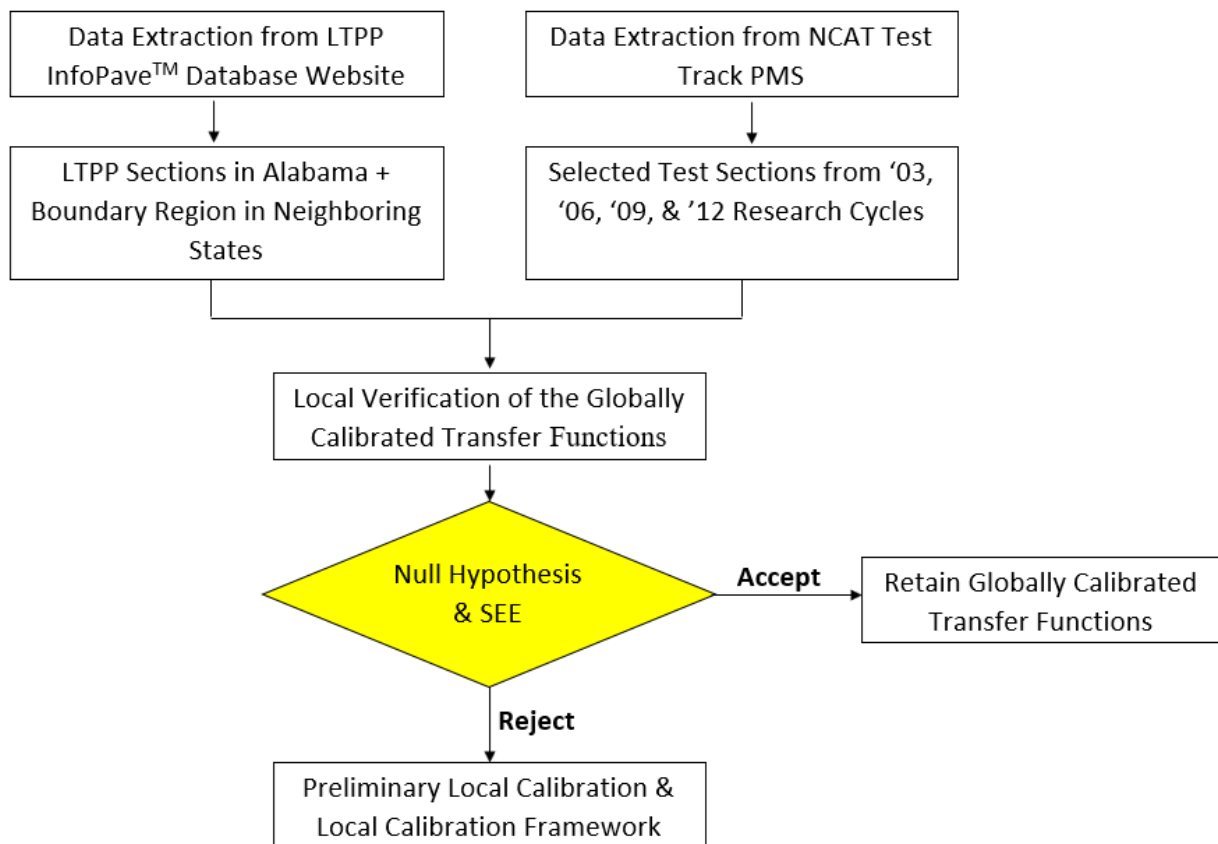 Data Extraction from LTPP
InfoPave™ Database Website
Data Extraction from NCAT Test
Track PMS
LTPP Sections in Alabama +
Boundary Region in Neighboring
States
Selected Test Sections from ‘03,
‘06, ‘09, & ’12 Research Cycles
Local Verification of the Globally
Calibrated Transfer Functions
Null Hypothesis
& SEE
Accept
Retain Globally Calibrated
Transfer Functions
Reject
Preliminary Local Calibration &
Local Calibration Framework